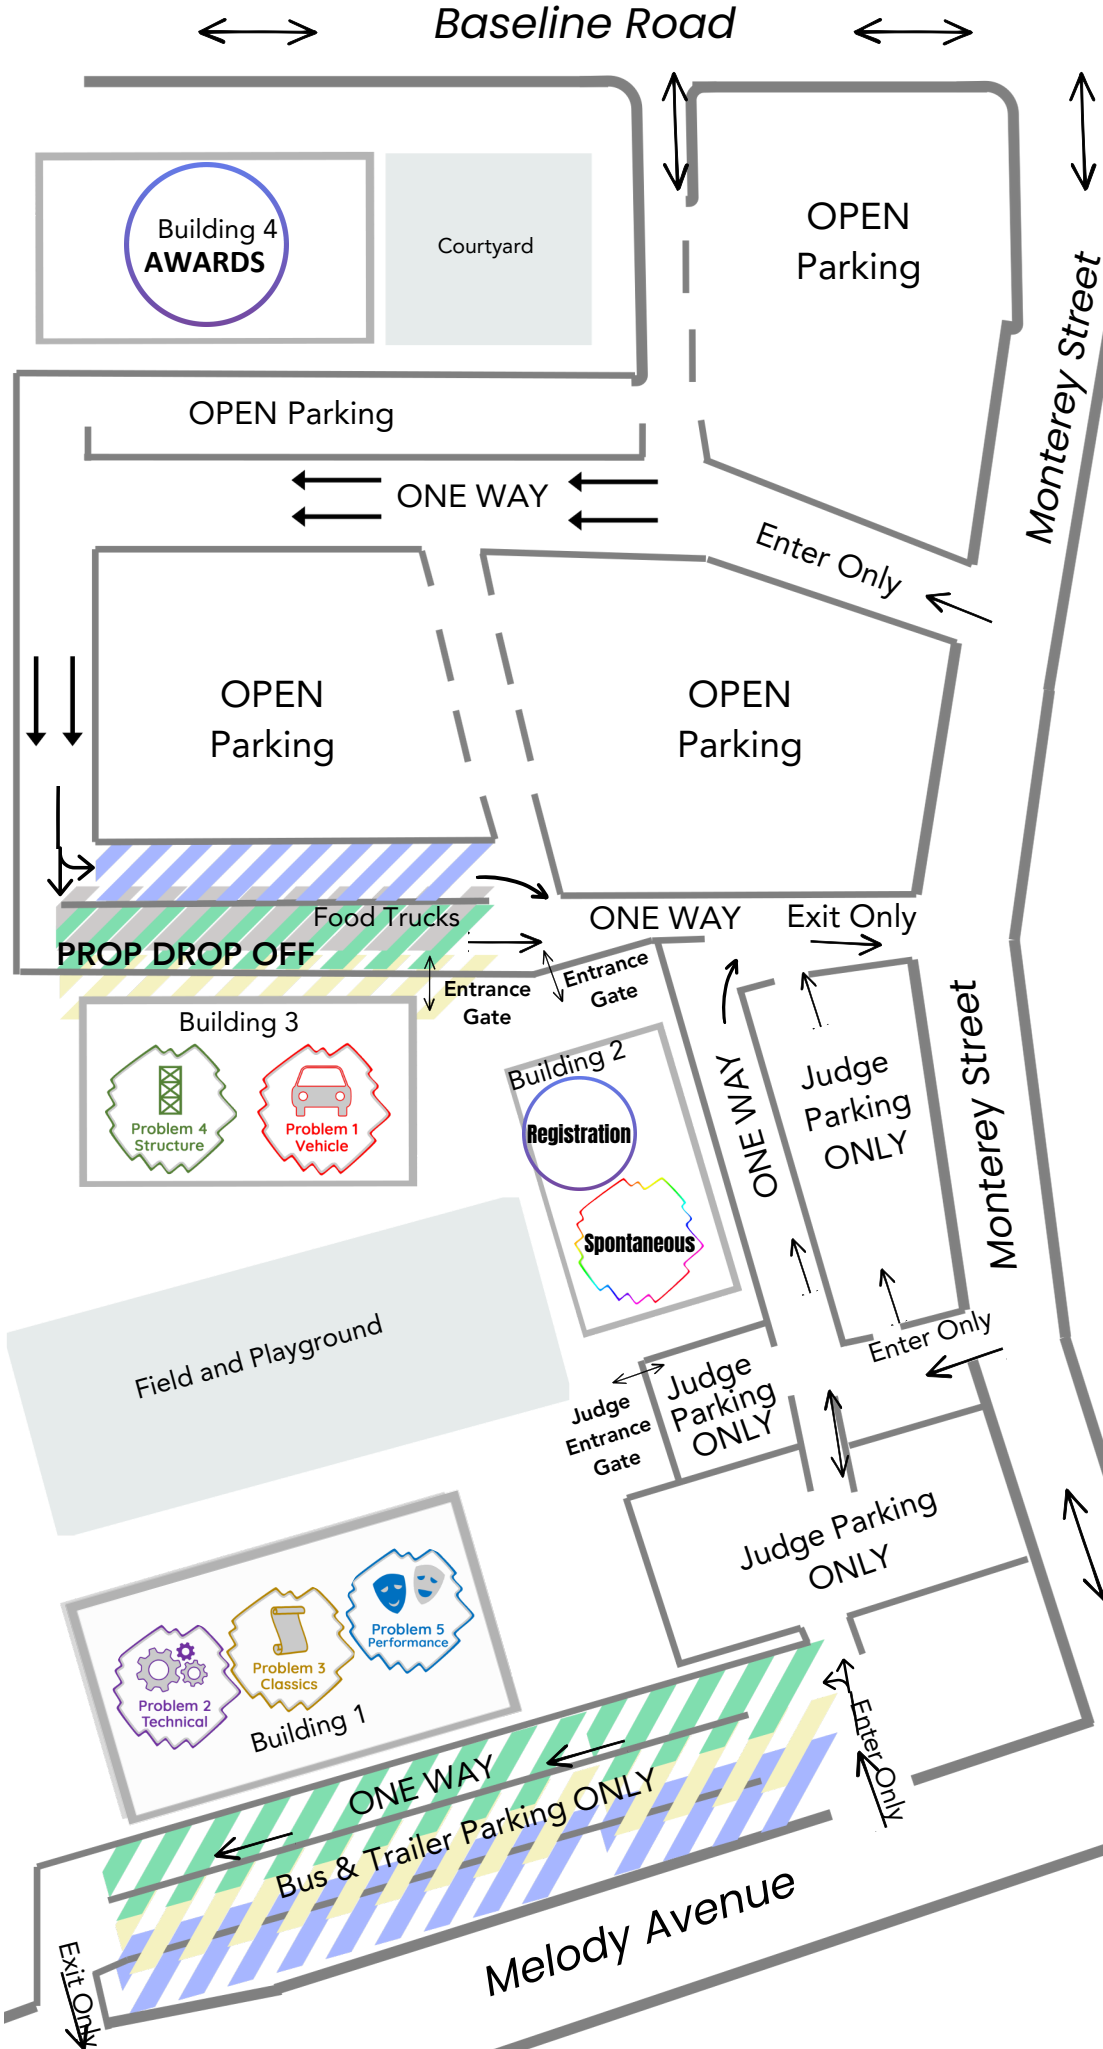 Baseline Road
Building 4
AWARDS
Courtyard
OPEN
Parking
Monterey Street
OPEN Parking
ONE WAY
Enter Only
OPEN
Parking
OPEN
Parking
Food Trucks
PROP DROP OFF
ONE WAY
Exit Only
Entrance
Gate
Entrance
Gate
Building 3
Problem 4
Structure
Problem 1
Vehicle
Building 2
Registration
Spontaneous
ONE WAY
Judge
Parking
ONLY
Monterey Street
Enter Only
Field and Playground
Judge
Parking
ONLY
Judge
Entrance
Gate
Judge Parking
ONLY
Problem 5
Performance
Problem 3
Classics
Problem 2
Technical
Building 1
Enter Only
ONE WAY
Bus & Trailer Parking ONLY
Melody Avenue
Exit Only